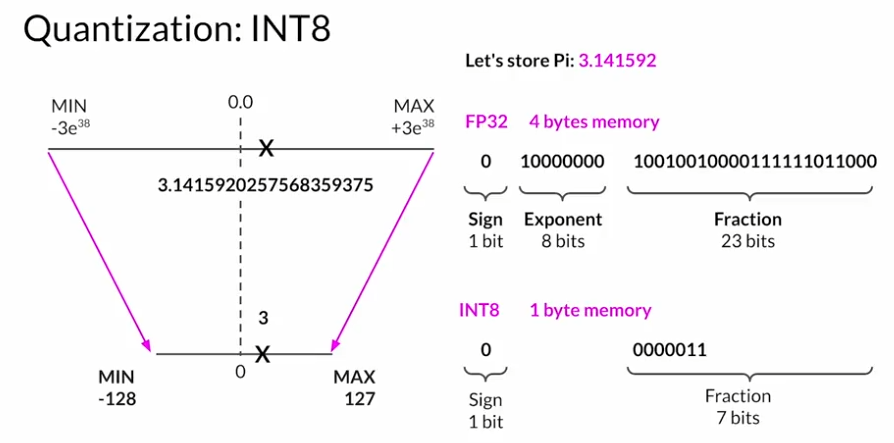 Quantization: INT8
Let's store Pi: 3.141592
MIN
-3e³⁸
0.0
MAX
+3e³⁸
X
3.1415920257568359375
FP32 4 bytes memory
0 10000000 10010010000111111011000
Sign
1 bit
Exponent
8 bits
Fraction
23 bits
3
X
0
MIN
-128
MAX
127
INT8 1 byte memory
0 0000011
Sign
1 bit
Fraction
7 bits